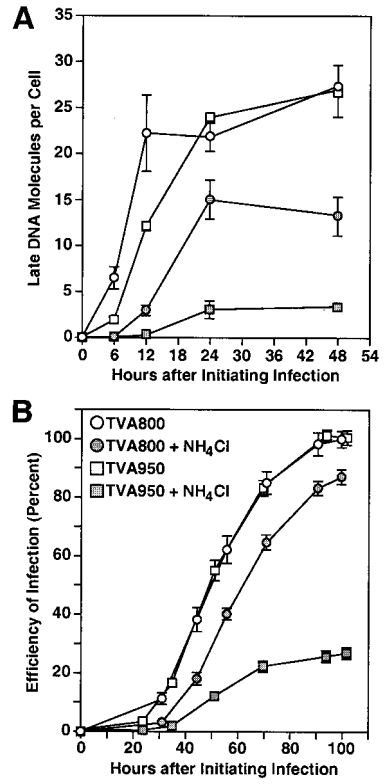 A
35
30
25
20
15
10
5
0
Late DNA Molecules per Cell
0 6 12 18 24 30 36 42 48 54
Hours after Initiating Infection
B
TVA800
TVA800 + NH4Cl
TVA950
TVA950 + NH4Cl
100
80
60
40
20
0
Efficiency of Infection (Percent)
0 20 40 60 80 100
Hours after Initiating Infection